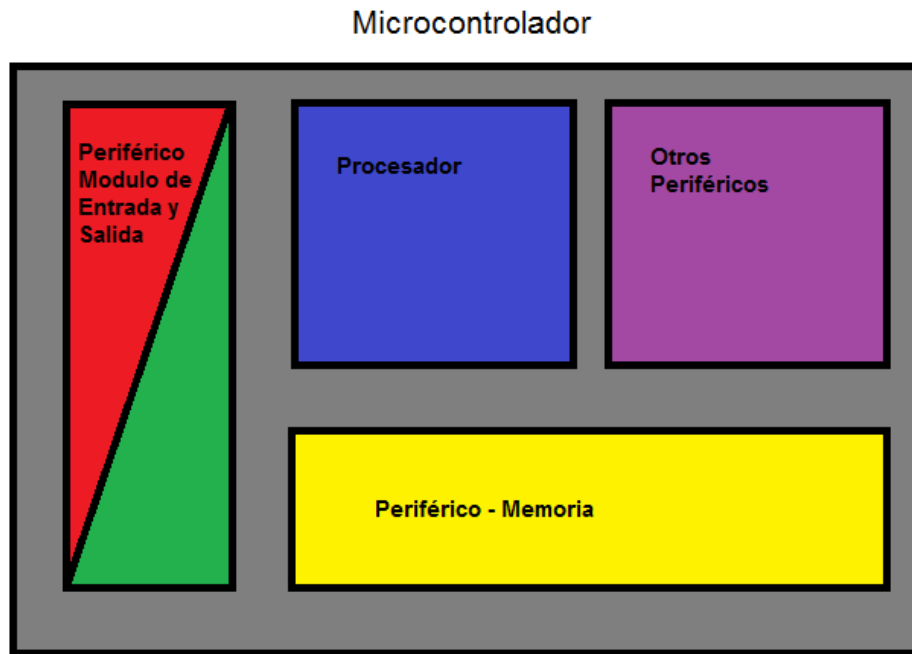 Microcontrolador
Periférico
Modulo de
Entrada y
Salida
Procesador
Otros
Periféricos
Periférico - Memoria